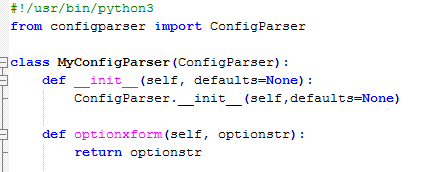 #!/usr/bin/python3
from configparser import ConfigParser
class MyConfigParser(ConfigParser):
    def __init__(self, defaults=None):
        ConfigParser.__init__(self,defaults=None)
    def optionxform(self, optionstr):
        return optionstr